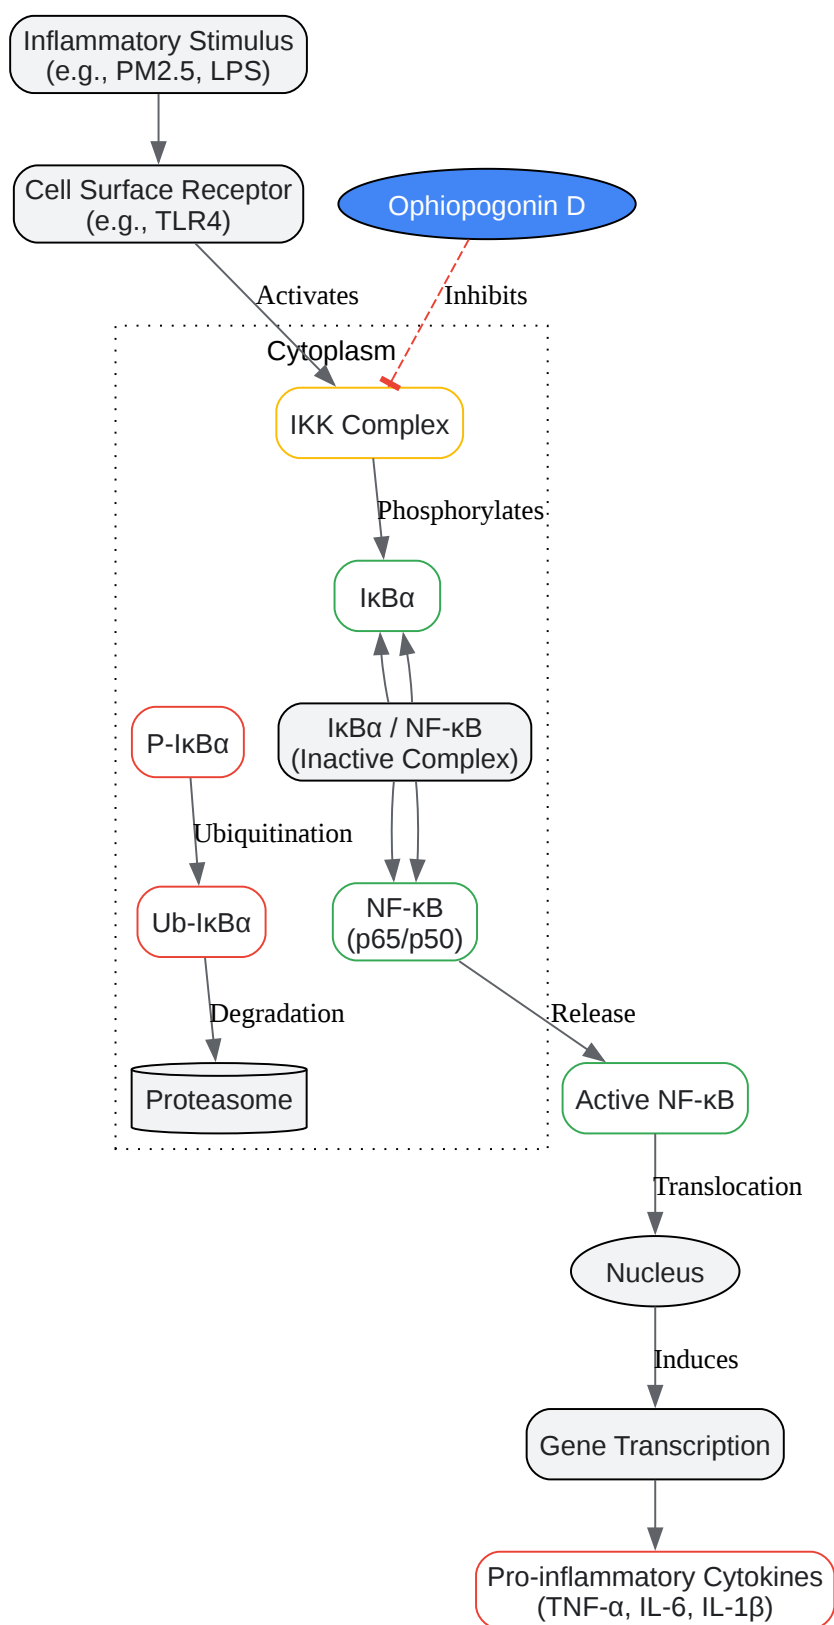 Inflammatory Stimulus
(e.g., PM2.5, LPS)
Cell Surface Receptor
(e.g., TLR4)
Ophiopogonin D
Activates
Inhibits
Cytoplasm
IKK Complex
Phosphorylates
IκBα
P-IκBα
IκBα / NF-κB
(Inactive Complex)
Ubiquitination
Ub-IκBα
NF-κB
(p65/p50)
Degradation
Release
Proteasome
Active NF-κB
Translocation
Nucleus
Induces
Gene Transcription
Pro-inflammatory Cytokines
(TNF-α, IL-6, IL-1β)